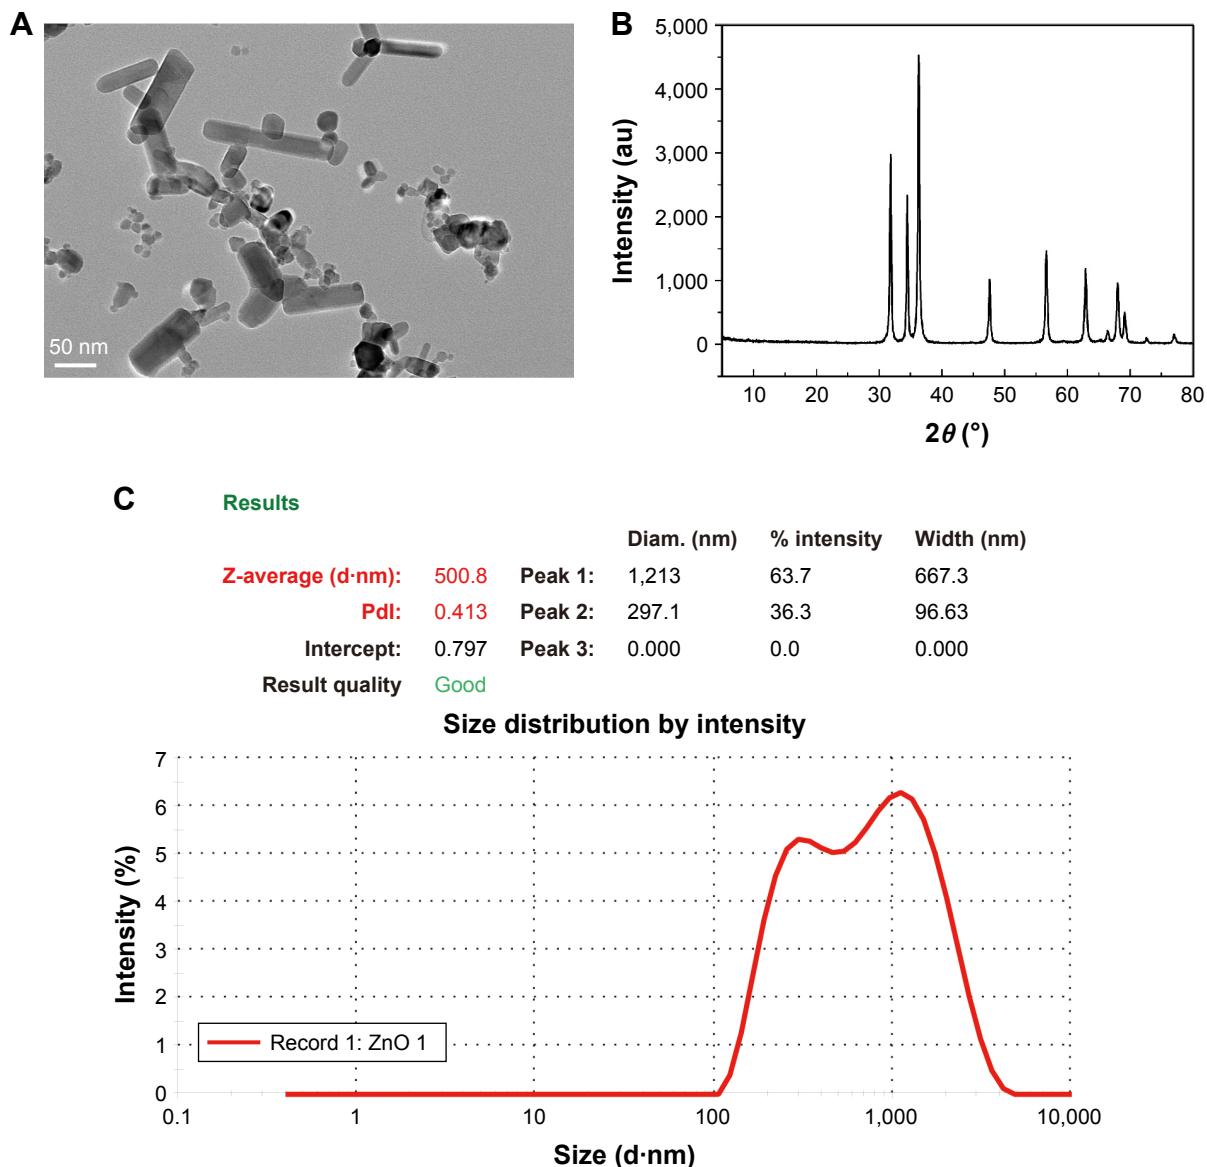 A
50 nm
B
5,000
4,000
3,000
2,000
1,000
0
Intensity (au)
10 20 30 40 50 60 70 80
2θ (°)
C
Results
Diam. (nm) % intensity Width (nm)
Z-average (d·nm): 500.8 Peak 1: 1,213 63.7 667.3
PdI: 0.413 Peak 2: 297.1 36.3 96.63
Intercept: 0.797 Peak 3: 0.000 0.0 0.000
Result quality Good
Size distribution by intensity
7
6
5
4
3
2
1
0
Intensity (%)
Record 1: ZnO 1
0.1 1 10 100 1,000 10,000
Size (d·nm)